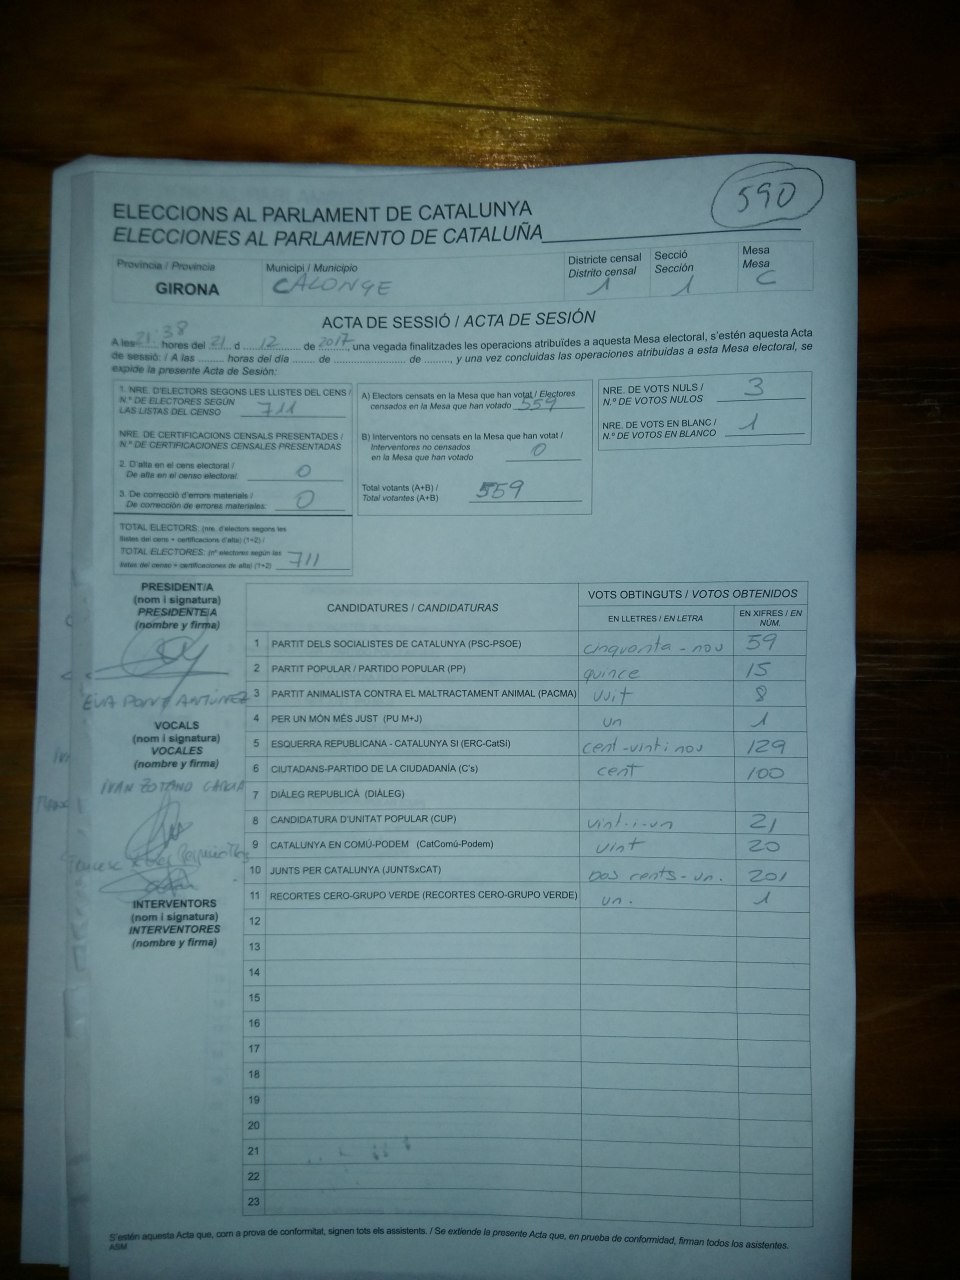 590
ELECCIONS AL PARLAMENT DE CATALUNYA
ELECCIONES AL PARLAMENTO DE CATALUÑA
Provincia / Provincia
GIRONA
Municipi / Municipio
CALONGE
Districte censal
Distrito censal
1
Secció
Sección
1
Mesa
Mesa
C
ACTA DE SESSIÓ / ACTA DE SESIÓN
A les 21:38 hores del 21 d 12 de 2017, una vegada finalitzades les operacions atribuïdes a aquesta Mesa electoral, s'estén aquesta Acta
de sessió: / A las ........ horas del día ....... de ........................ de ........, y una vez concluidas las operaciones atribuidas a esta Mesa electoral, se
expide la presente Acta de Sesión:
1. NRE. D'ELECTORS SEGONS LES LLISTES DEL CENS /
N.º DE ELECTORES SEGÚN
LAS LISTAS DEL CENSO 711
NRE. DE CERTIFICACIONS CENSALS PRESENTADES /
N.º DE CERTIFICACIONES CENSALES PRESENTADAS
2. D'alta en el cens electoral /
De alta en el censo electoral. 0
3. De correcció d'errors materials /
De corrección de errores materiales: 0
TOTAL ELECTORS: (nre. d'electors segons les
llistes del cens + certificacions d'alta) (1+2) /
TOTAL ELECTORES: (nº electores según las
listas del censo + certificaciones de alta) (1+2) 711
A) Electors censats en la Mesa que han votat / Electores
censados en la Mesa que han votado 559
B) Interventors no censats en la Mesa que han votat /
Interventores no censados
en la Mesa que han votado 0
Total votants (A+B) /
Total votantes (A+B) 559
NRE. DE VOTS NULS /
N.º DE VOTOS NULOS 3
NRE. DE VOTS EN BLANC /
N.º DE VOTOS EN BLANCO 1
PRESIDENT/A
(nom i signatura)
PRESIDENTE/A
(nombre y firma)
EVA PONT ANTÚNEZ
VOCALS
(nom i signatura)
VOCALES
(nombre y firma)
IVAN ZOTANO GARCIA
INTERVENTORS
(nom i signatura)
INTERVENTORES
(nombre y firma)
CANDIDATURES / CANDIDATURAS
VOTS OBTINGUTS / VOTOS OBTENIDOS
EN LLETRES / EN LETRA
EN XIFRES / EN NÚM.
1 PARTIT DELS SOCIALISTES DE CATALUNYA (PSC-PSOE) cinquanta-nou 59
2 PARTIT POPULAR / PARTIDO POPULAR (PP) quince 15
3 PARTIT ANIMALISTA CONTRA EL MALTRACTAMENT ANIMAL (PACMA) vuit 8
4 PER UN MÓN MÉS JUST (PU M+J) un 1
5 ESQUERRA REPUBLICANA - CATALUNYA SI (ERC-CatSí) cent-vint i nou 129
6 CIUTADANS-PARTIDO DE LA CIUDADANÍA (C's) cent 100
7 DIÀLEG REPUBLICÀ (DIÀLEG)
8 CANDIDATURA D'UNITAT POPULAR (CUP) vint-i-un 21
9 CATALUNYA EN COMÚ-PODEM (CatComú-Podem) vint 20
10 JUNTS PER CATALUNYA (JUNTSxCAT) Dos cents-un. 201
11 RECORTES CERO-GRUPO VERDE (RECORTES CERO-GRUPO VERDE) un. 1
12
13
14
15
16
17
18
19
20
21
22
23
S'estén aquesta Acta que, com a prova de conformitat, signen tots els assistents. / Se extiende la presente Acta que, en prueba de conformidad, firman todos los asistentes.
ASM